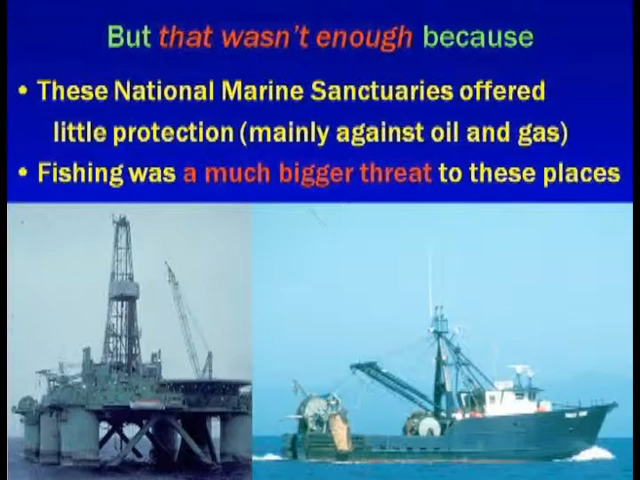 But that wasn't enough because
• These National Marine Sanctuaries offered
little protection (mainly against oil and gas)
• Fishing was a much bigger threat to these places